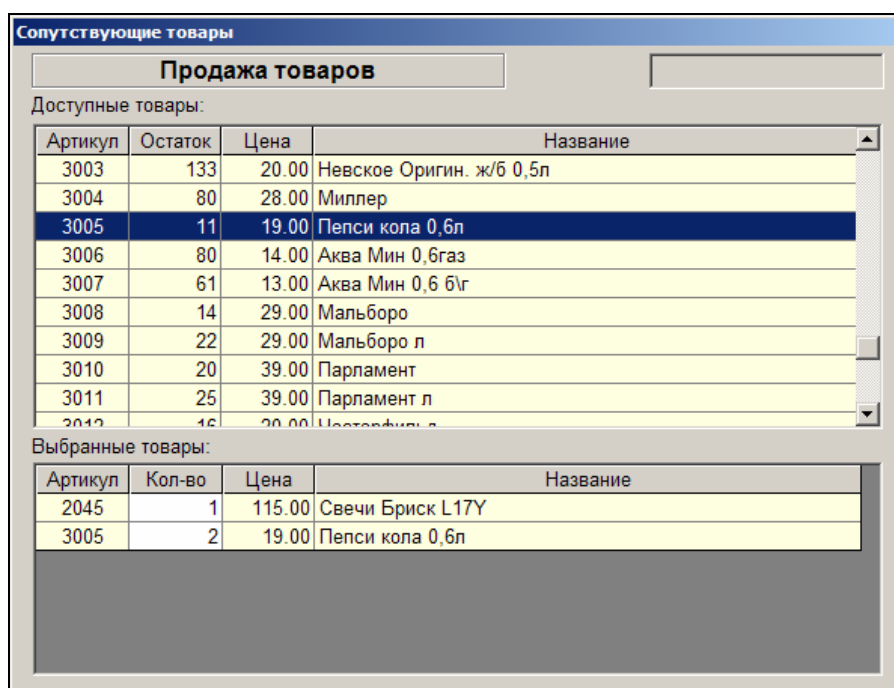 Сопутствующие товары
Продажа товаров
Доступные товары:
Артикул Остаток Цена Название
3003 133 20.00 Невское Оригин. ж/б 0,5л
3004 80 28.00 Миллер
3005 11 19.00 Пепси кола 0,6л
3006 80 14.00 Аква Мин 0,6газ
3007 61 13.00 Аква Мин 0,6 б\г
3008 14 29.00 Мальборо
3009 22 29.00 Мальборо л
3010 20 39.00 Парламент
3011 25 39.00 Парламент л
3012 16 20.00
Выбранные товары:
Артикул Кол-во Цена Название
2045 1 115.00 Свечи Бриск L17Y
3005 2 19.00 Пепси кола 0,6л